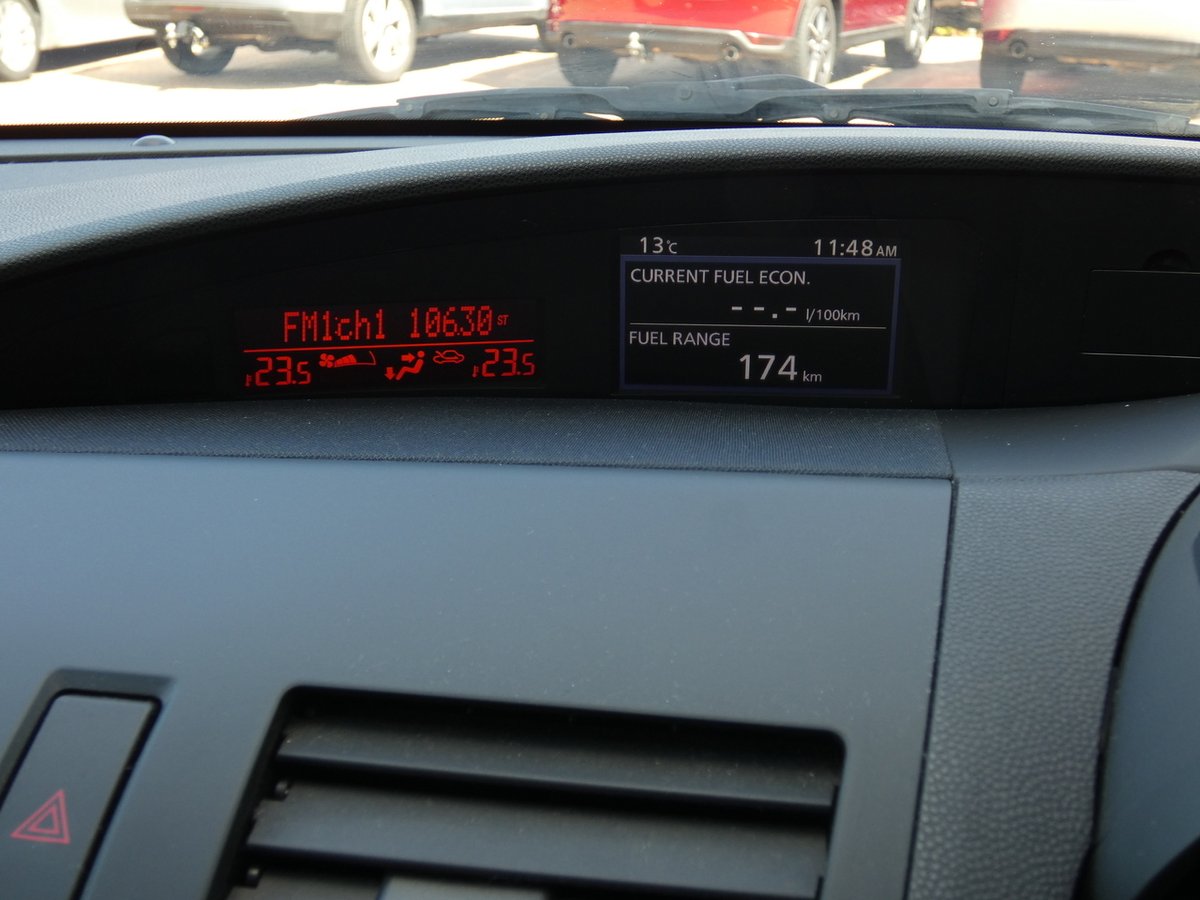 13°C 11:48 AM
CURRENT FUEL ECON.
--.- l/100km
FUEL RANGE
174 km
FM1ch1 106.30 ST
23.5 23.5